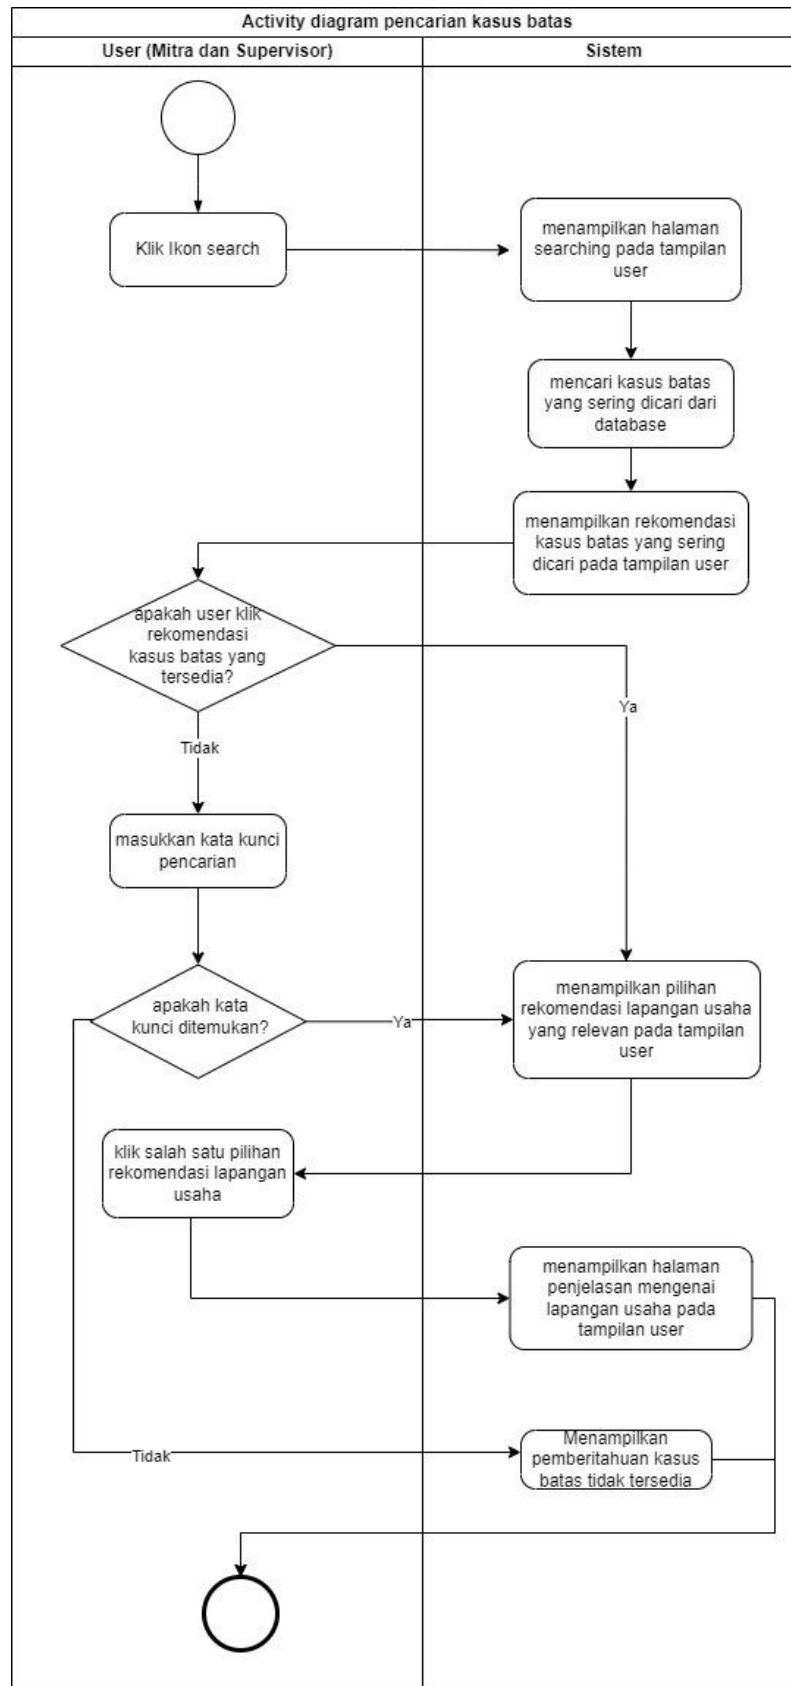 Activity diagram pencarian kasus batas
User (Mitra dan Supervisor)
Sistem
Klik Ikon search
menampilkan halaman
searching pada tampilan
user
mencari kasus batas
yang sering dicari dari
database
menampilkan rekomendasi
kasus batas yang sering
dicari pada tampilan user
apakah user klik
rekomendasi
kasus batas yang
tersedia?
Ya
Tidak
masukkan kata kunci
pencarian
apakah kata
kunci ditemukan?
Ya
menampilkan pilihan
rekomendasi lapangan usaha
yang relevan pada tampilan
user
klik salah satu pilihan
rekomendasi lapangan
usaha
menampilkan halaman
penjelasan mengenai
lapangan usaha pada
tampilan user
Tidak
Menampilkan
pemberitahuan kasus
batas tidak tersedia